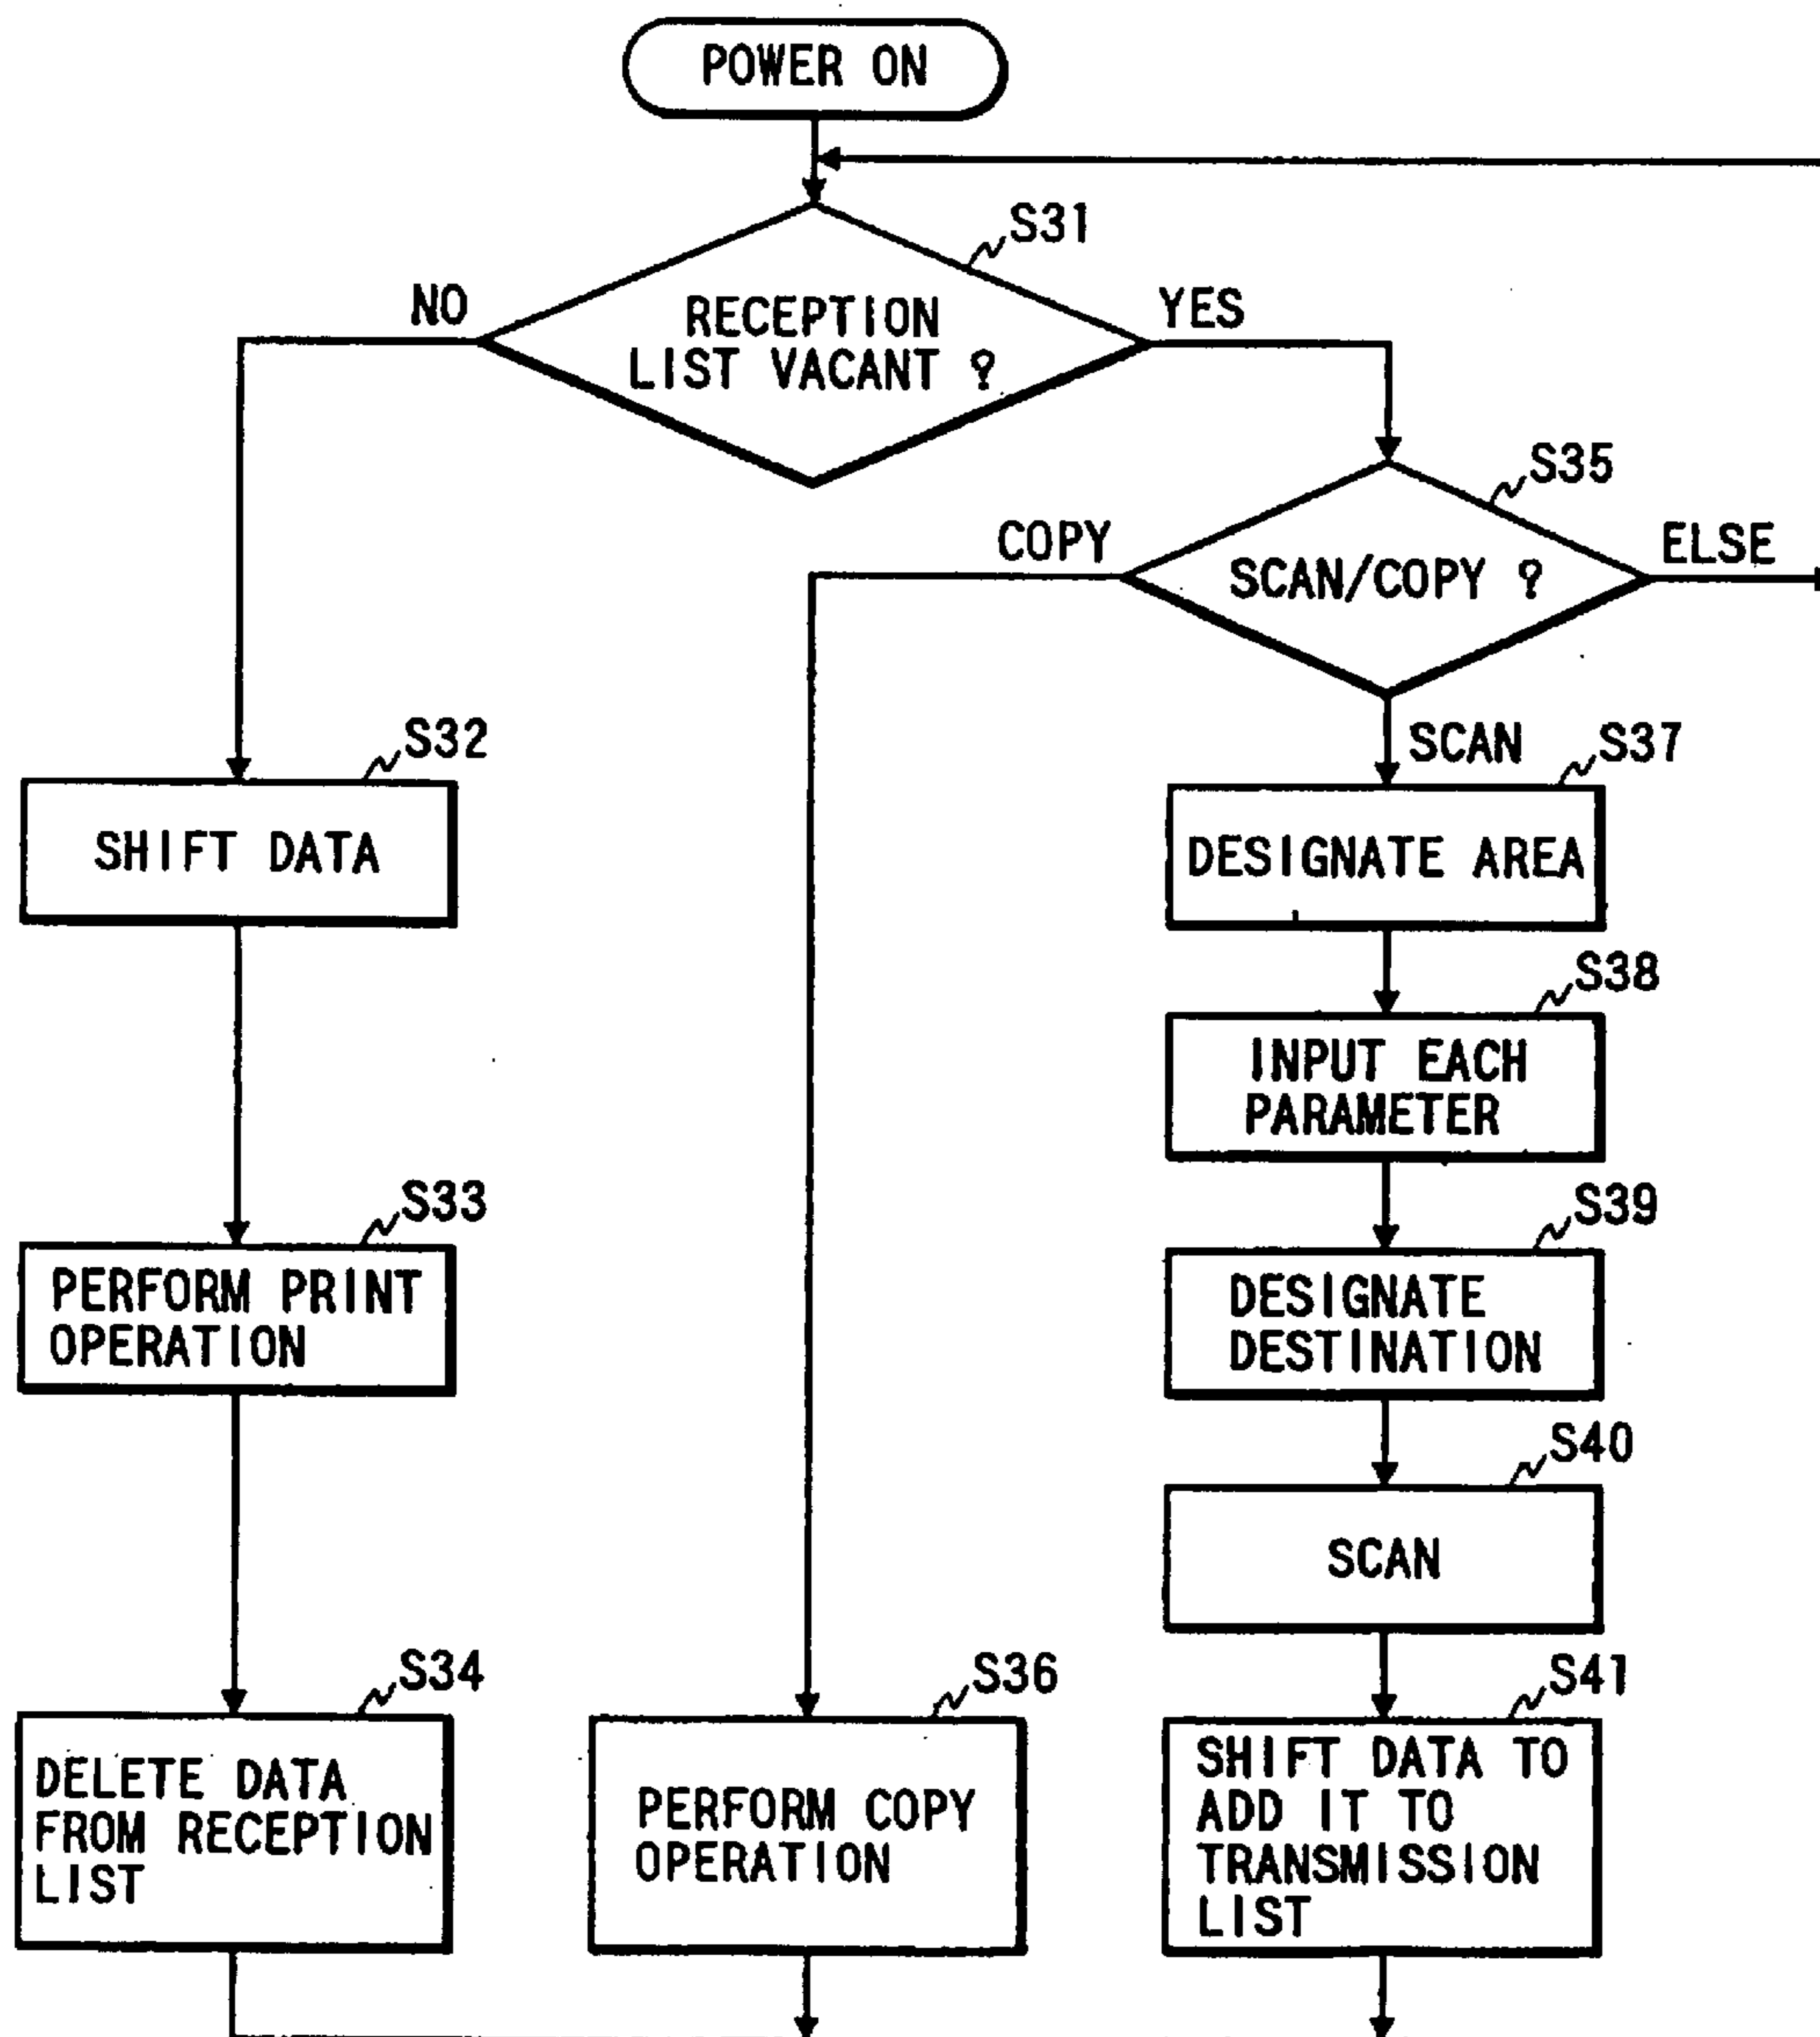 POWER ON
S31
NO
RECEPTION
LIST VACANT ?
YES
S35
COPY
SCAN/COPY ?
ELSE
S32
SHIFT DATA
SCAN
S37
DESIGNATE AREA
S38
INPUT EACH
PARAMETER
S33
PERFORM PRINT
OPERATION
S39
DESIGNATE
DESTINATION
S40
SCAN
S34
DELETE DATA
FROM RECEPTION
LIST
S36
PERFORM COPY
OPERATION
S41
SHIFT DATA TO
ADD IT TO
TRANSMISSION
LIST